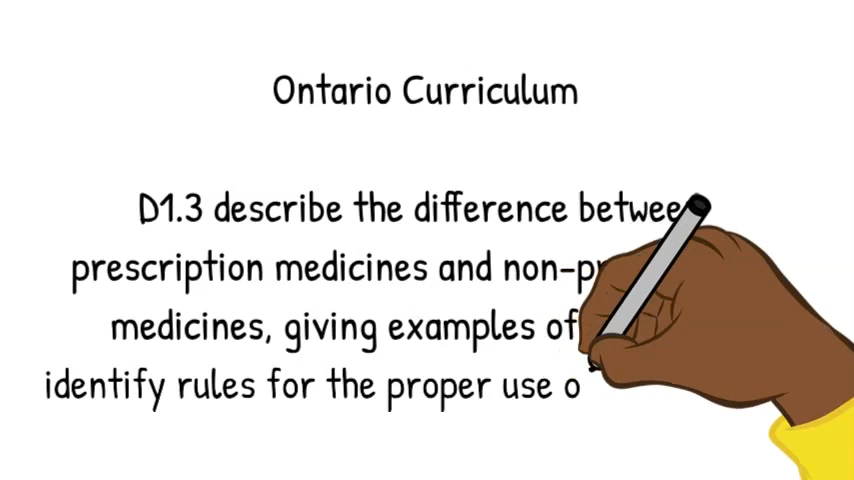 Ontario Curriculum
D1.3 describe the difference between
prescription medicines and non-p
medicines, giving examples of
identify rules for the proper use o